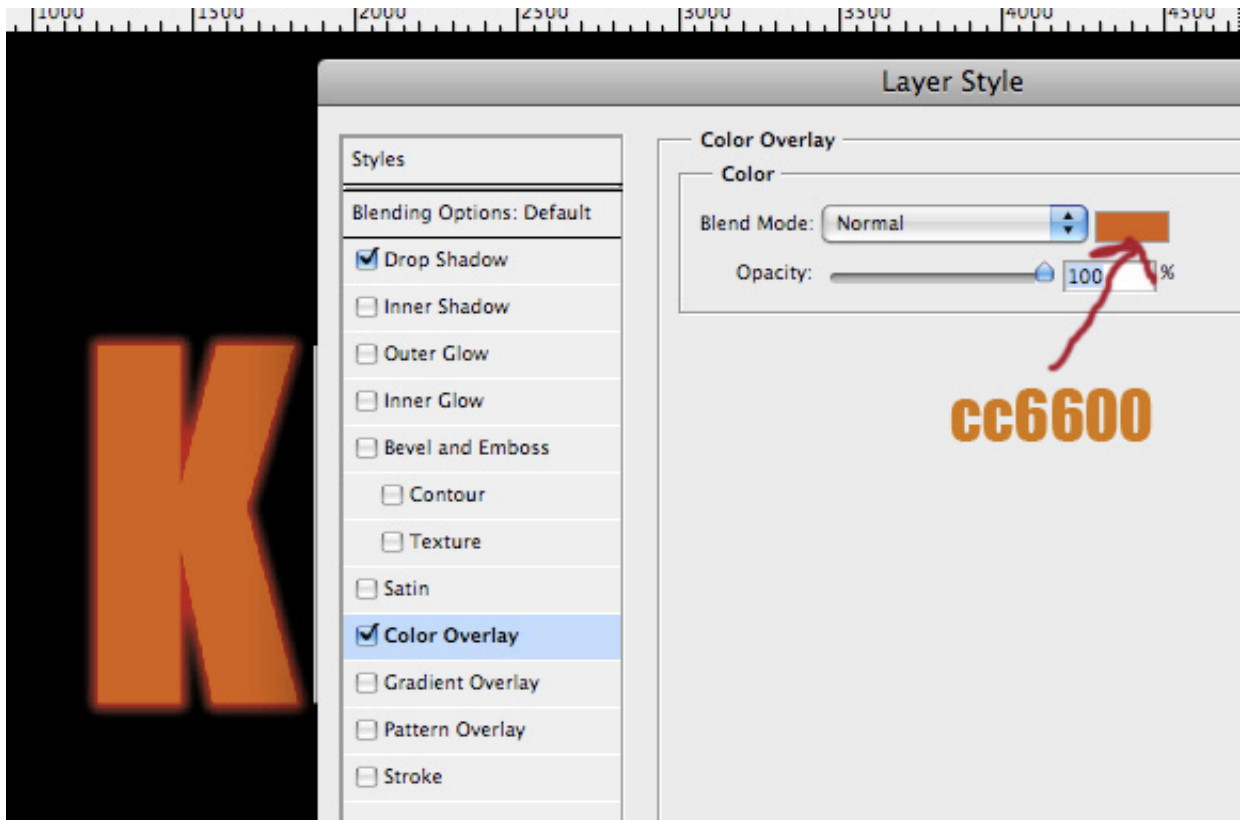 1000 1500 2000 2500 3000 3500 4000 4500
Layer Style
Styles
Blending Options: Default
Drop Shadow
Inner Shadow
Outer Glow
Inner Glow
Bevel and Emboss
Contour
Texture
Satin
Color Overlay
Gradient Overlay
Pattern Overlay
Stroke
Color Overlay
Color
Blend Mode: Normal
Opacity: 100 %
cc6600
K